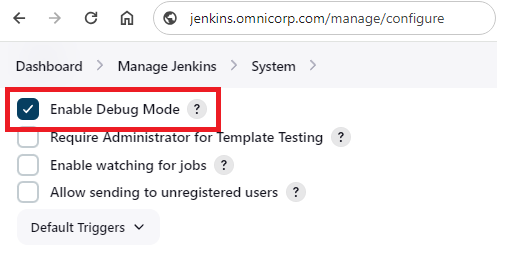 jenkins.omnicorp.com/manage/configure
Dashboard > Manage Jenkins > System >
Enable Debug Mode ?
Require Administrator for Template Testing ?
Enable watching for jobs ?
Allow sending to unregistered users ?
Default Triggers